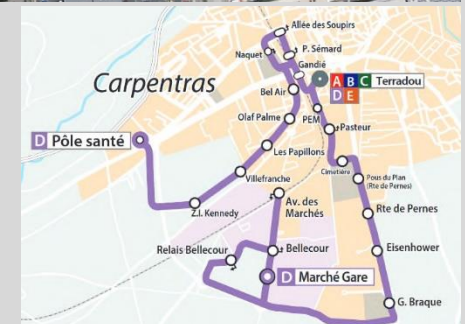 Allée des Soupirs
Naquet
P. Sémard
Gandié
Carpentras
A B C Terradou
D E
Bel Air
Olaf Palme
PEM
Pasteur
D Pôle santé
Les Papillons
Cimetière
Pous du Plan
(Rte de Pernes)
Villefranche
Z.I. Kennedy
Av. des
Marchés
Rte de Pernes
Relais Bellecour
Bellecour
Eisenhower
D Marché Gare
G. Braque